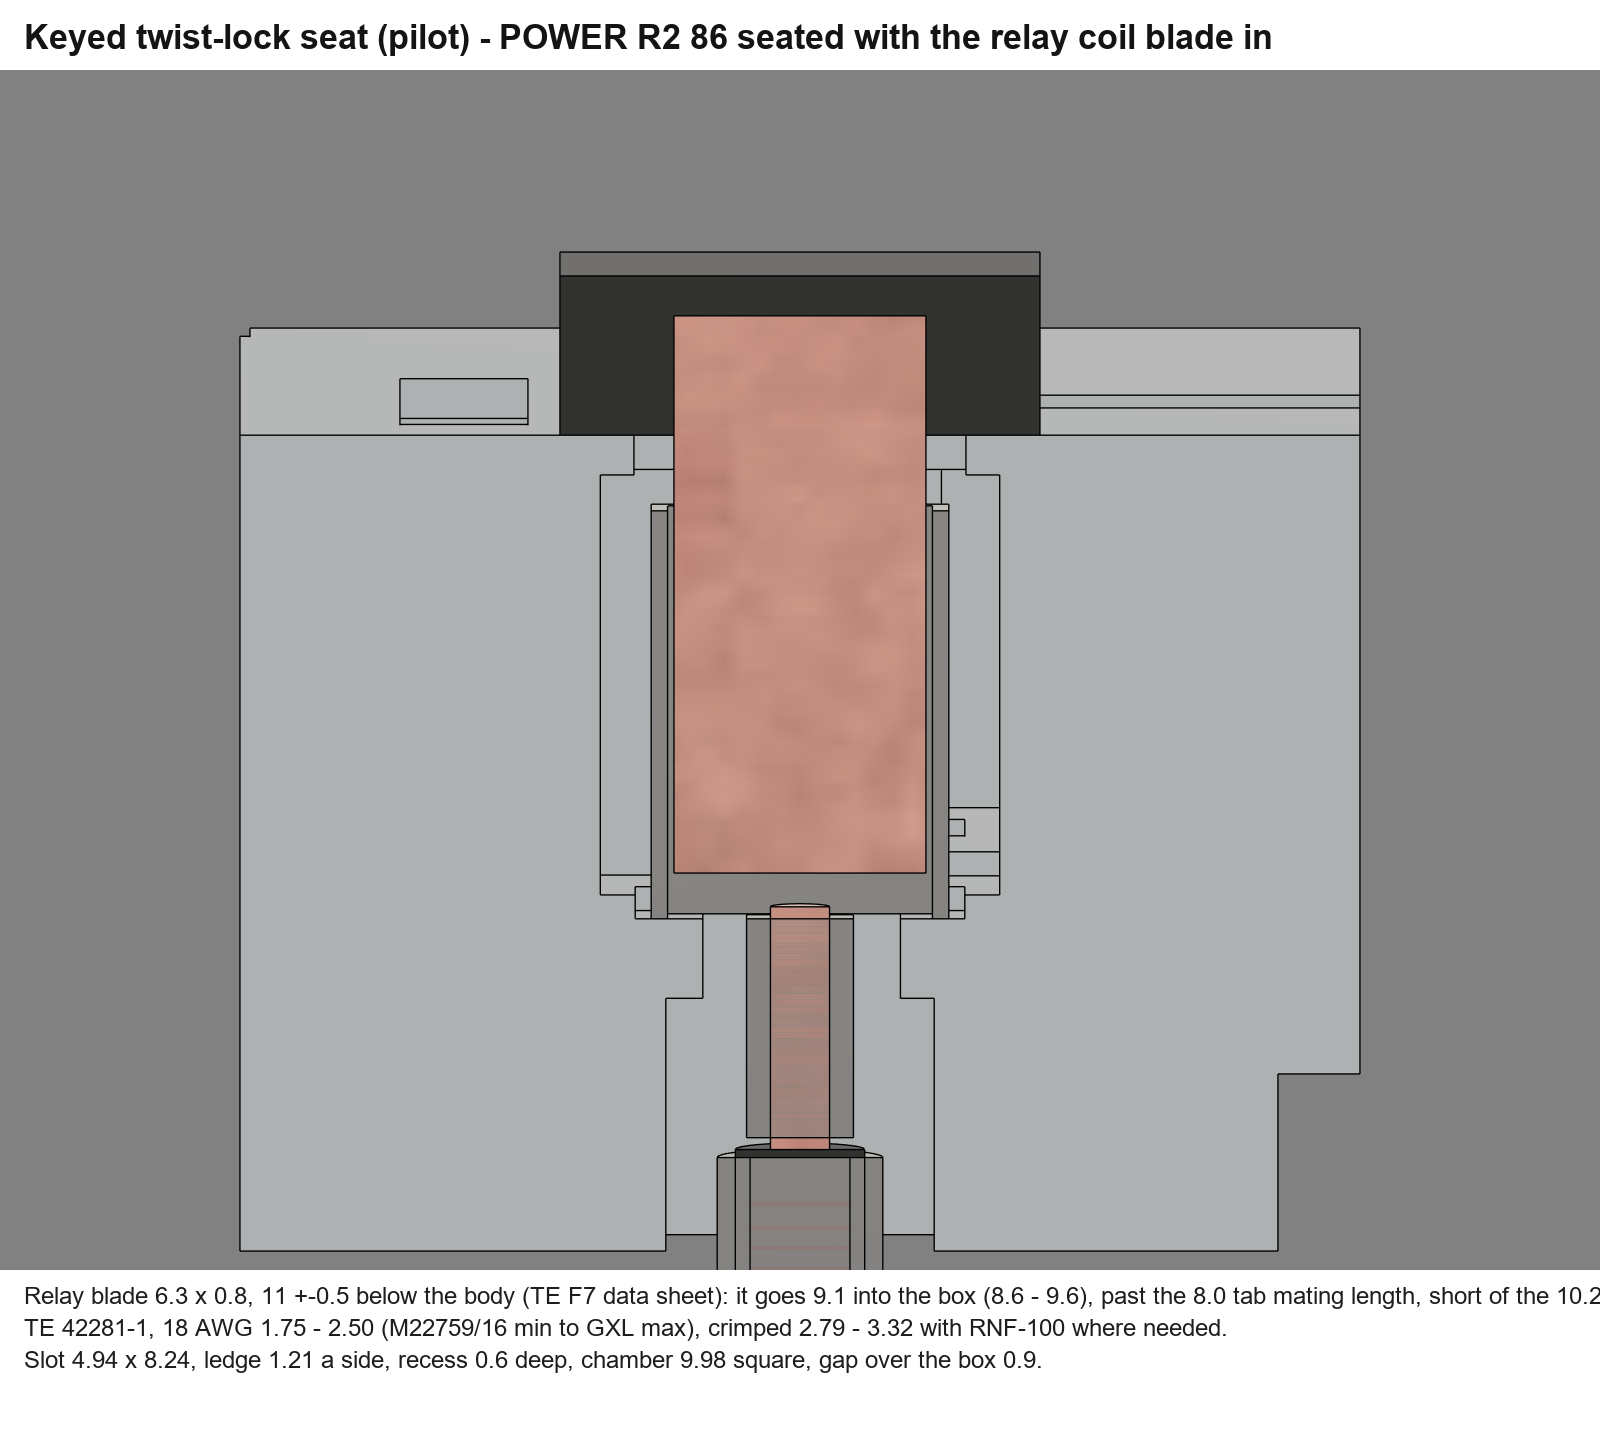 Keyed twist-lock seat (pilot) - POWER R2 86 seated with the relay coil blade in
Relay blade 6.3 x 0.8, 11 +-0.5 below the body (TE F7 data sheet): it goes 9.1 into the box (8.6 - 9.6), past the 8.0 tab mating length, short of the 10.2
TE 42281-1, 18 AWG 1.75 - 2.50 (M22759/16 min to GXL max), crimped 2.79 - 3.32 with RNF-100 where needed.
Slot 4.94 x 8.24, ledge 1.21 a side, recess 0.6 deep, chamber 9.98 square, gap over the box 0.9.